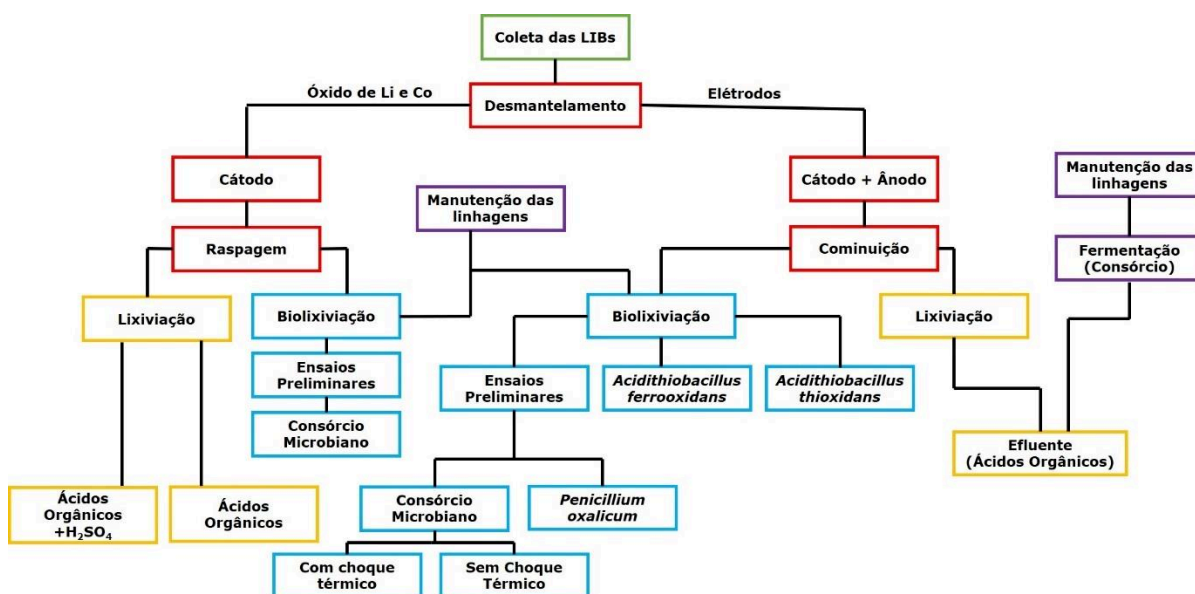 Coleta das LIBs
Óxido de Li e Co
Elétrodos
Desmantelamento
Cátodo
Cátodo + Ânodo
Manutenção das
linhagens
Manutenção das
linhagens
Raspagem
Cominuição
Fermentação
(Consórcio)
Lixiviação
Biolixiviação
Biolixiviação
Lixiviação
Ensaios
Preliminares
Ensaios
Preliminares
Acidithiobacillus
ferrooxidans
Acidithiobacillus
thioxidans
Consórcio
Microbiano
Efluente
(Ácidos Orgânicos)
Ácidos
Orgânicos
+H₂SO₄
Ácidos
Orgânicos
Consórcio
Microbiano
Penicillium
oxalicum
Com choque
térmico
Sem Choque
Térmico